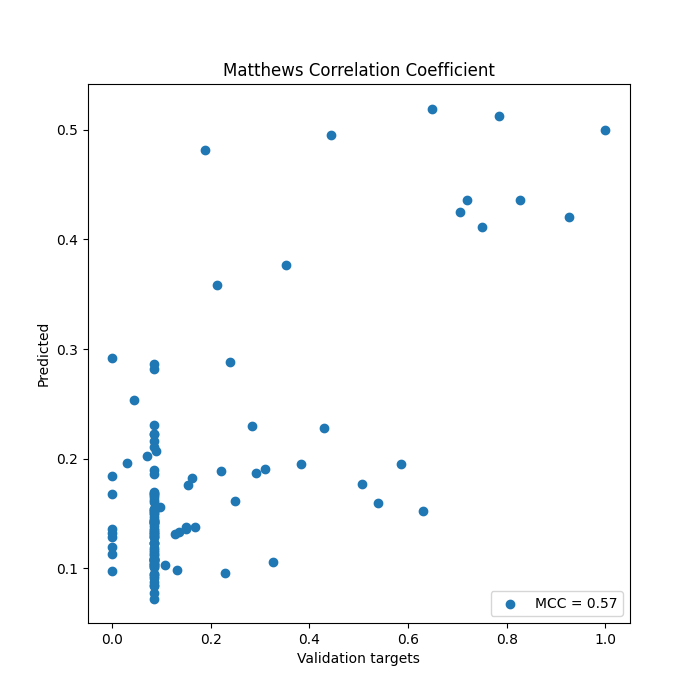 Matthews Correlation Coefficient
0.5
0.4
0.3
0.2
0.1
Predicted
MCC = 0.57
0.0 0.2 0.4 0.6 0.8 1.0
Validation targets